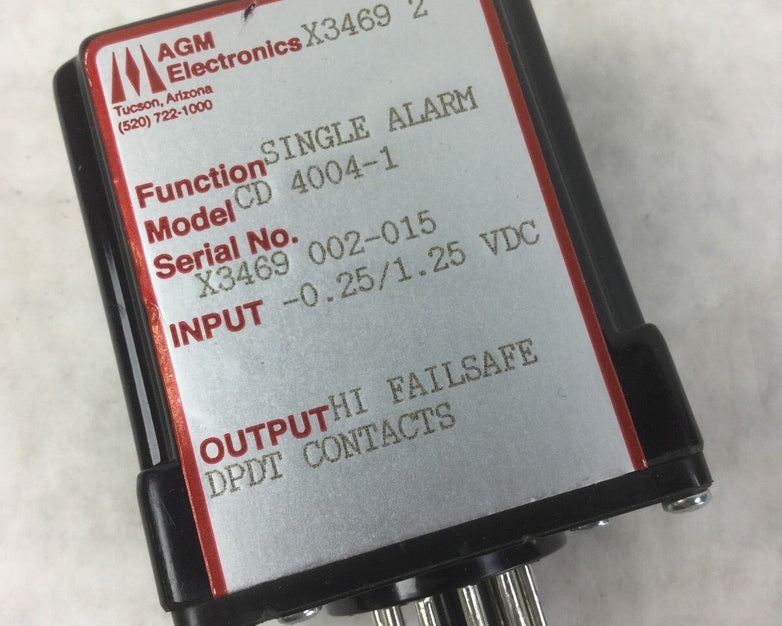 AGM
Electronics X3469 2
Tucson, Arizona
(520) 722-1000
Function SINGLE ALARM
Model CD 4004-1
Serial No.
X3469 002-015
INPUT -0.25/1.25 VDC
OUTPUT HI FAILSAFE
DPDT CONTACTS